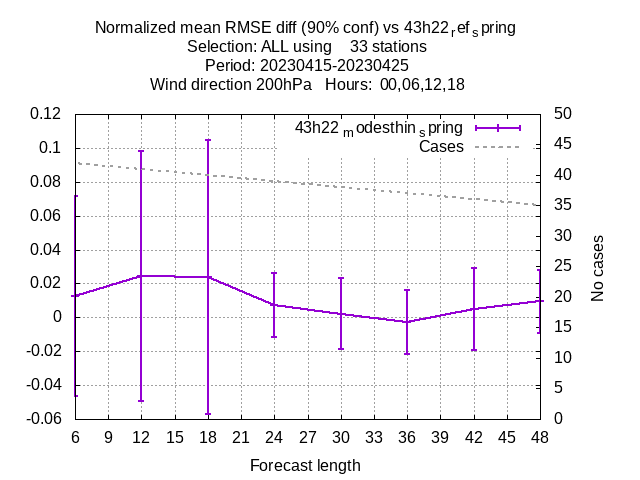 Normalized mean RMSE diff (90% conf) vs 43h22refspring
Selection: ALL using 33 stations
Period: 20230415-20230425
Wind direction 200hPa Hours: 00,06,12,18
43h22modesthinspring
Cases
0.12
0.1
0.08
0.06
0.04
0.02
0
-0.02
-0.04
-0.06
50
45
40
35
30
25
20
15
10
5
0
No cases
6 9 12 15 18 21 24 27 30 33 36 39 42 45 48
Forecast length